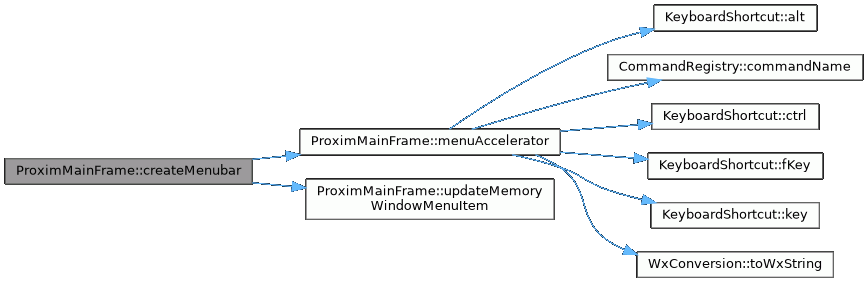 KeyboardShortcut::alt
CommandRegistry::commandName
KeyboardShortcut::ctrl
ProximMainFrame::menuAccelerator
KeyboardShortcut::fKey
ProximMainFrame::createMenubar
ProximMainFrame::updateMemory
WindowMenuItem
KeyboardShortcut::key
WxConversion::toWxString